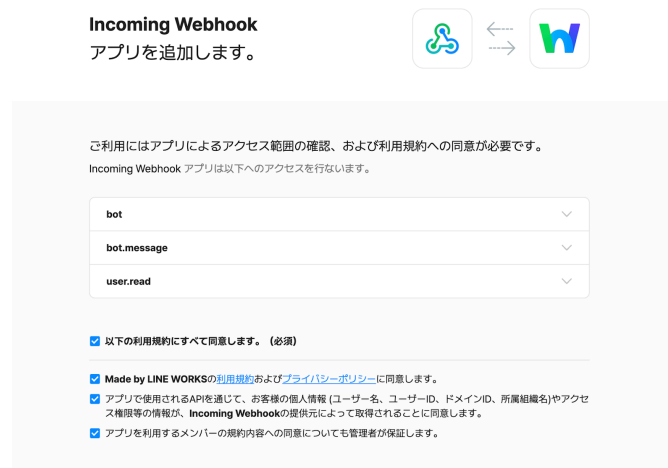 Incoming Webhook
アプリを追加します。
ご利用にはアプリによるアクセス範囲の確認、および利用規約への同意が必要です。
Incoming Webhook アプリは以下へのアクセスを行ないます。
bot
bot.message
user.read
以下の利用規約にすべて同意します。（必須）
Made by LINE WORKSの利用規約およびプライバシーポリシーに同意します。
アプリで使用されるAPIを通じて、お客様の個人情報 (ユーザー名、ユーザーID、ドメインID、所属組織名)やアクセ
ス権限等の情報が、Incoming Webhookの提供元によって取得されることに同意します。
アプリを利用するメンバーの規約内容への同意についても管理者が保証します。